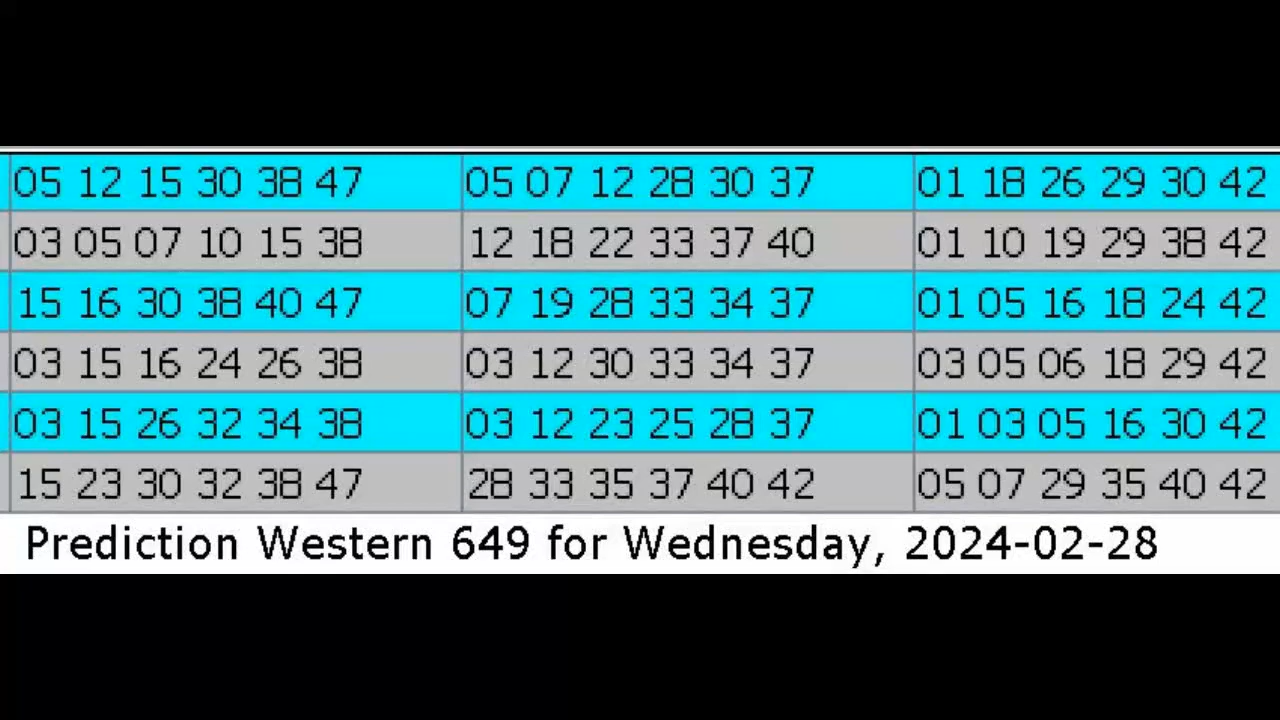 05 12 15 30 38 47 05 07 12 28 30 37 01 18 26 29 30 42
03 05 07 10 15 38 12 18 22 33 37 40 01 10 19 29 38 42
15 16 30 38 40 47 07 19 28 33 34 37 01 05 16 18 24 42
03 15 16 24 26 38 03 12 30 33 34 37 03 05 06 18 29 42
03 15 26 32 34 38 03 12 23 25 28 37 01 03 05 16 30 42
15 23 30 32 38 47 28 33 35 37 40 42 05 07 29 35 40 42
Prediction Western 649 for Wednesday, 2024-02-28